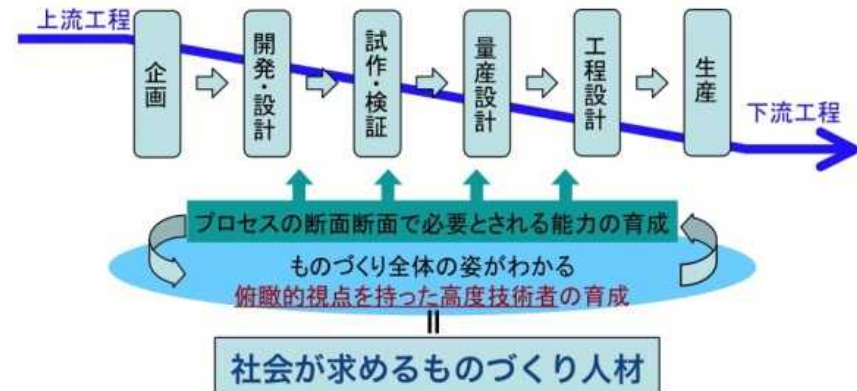 上流工程
企画
開発・設計
試作・検証
量産設計
工程設計
生産
下流工程
プロセスの断面断面で必要とされる能力の育成
ものづくり全体の姿がわかる
俯瞰的視点を持った高度技術者の育成
=
社会が求めるものづくり人材